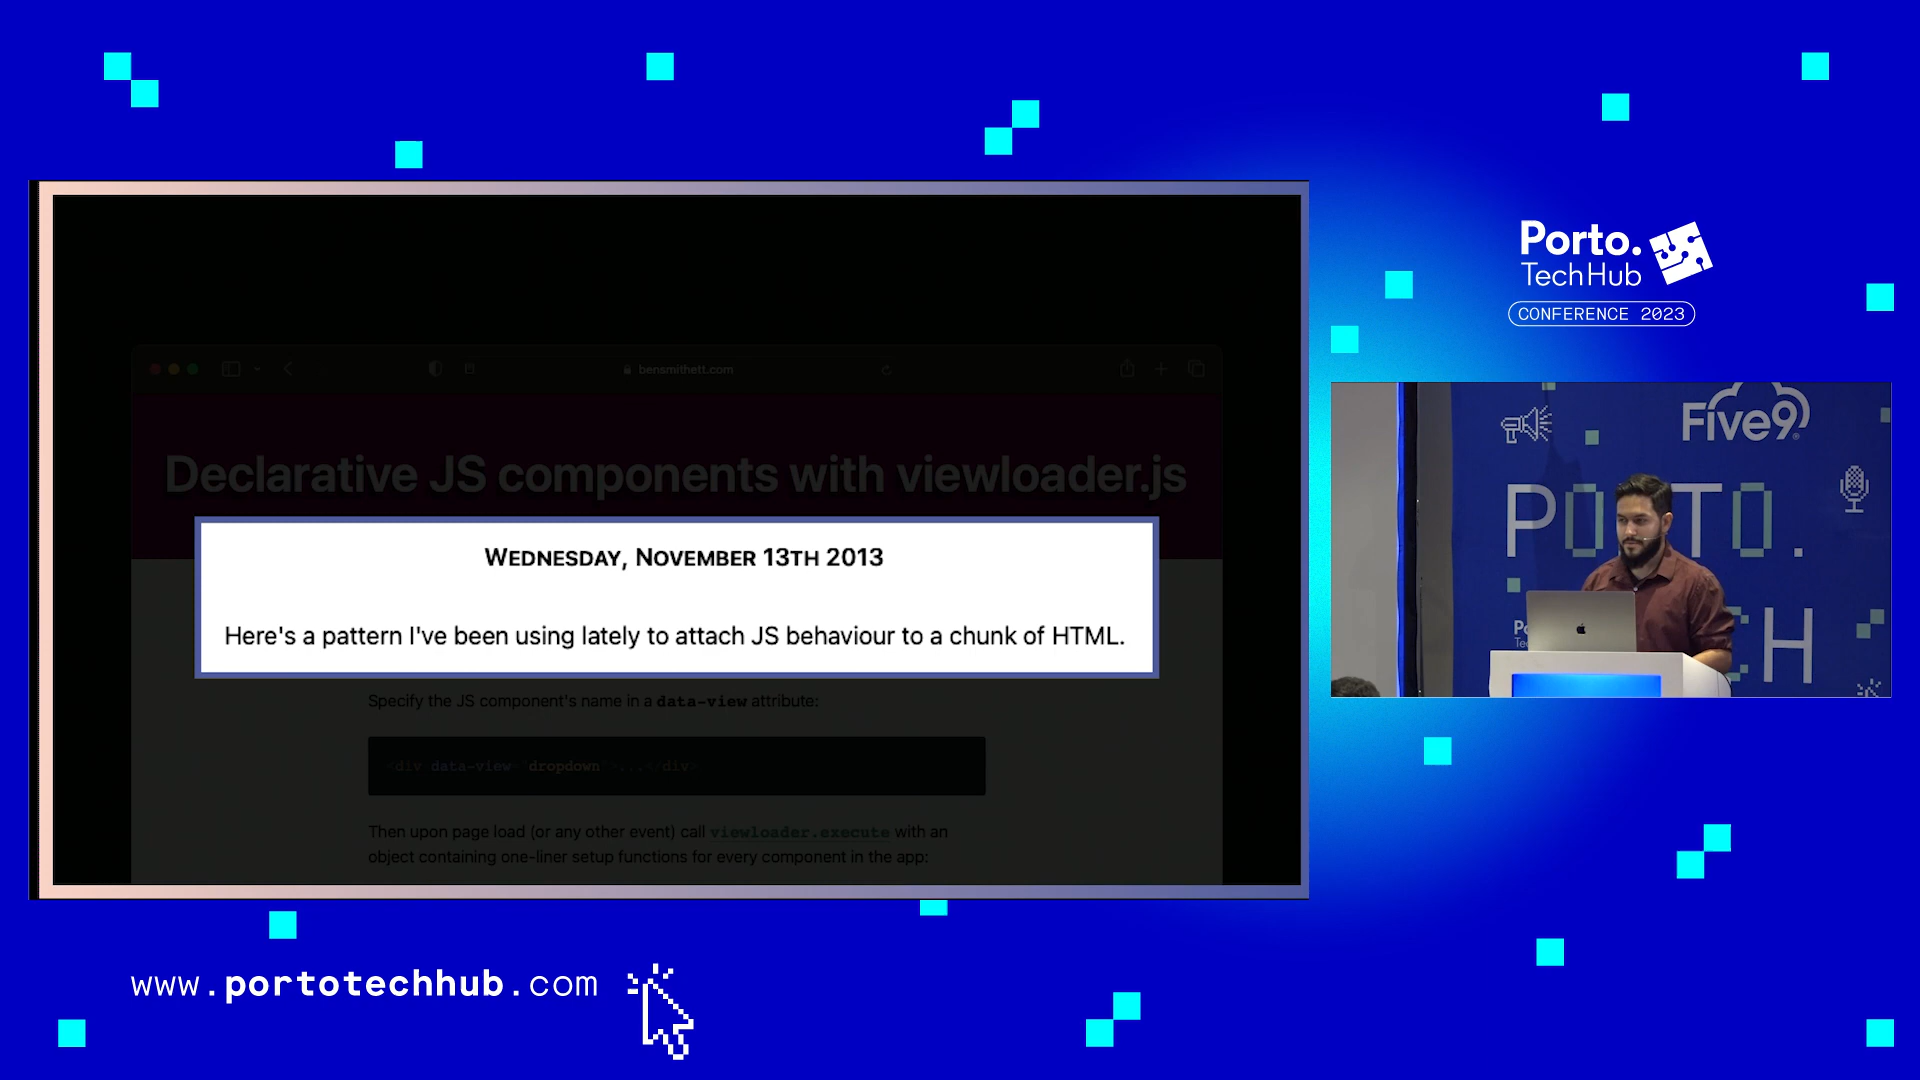 bensmithett.com
Declarative JS components with viewloader.js
WEDNESDAY, NOVEMBER 13TH 2013
Here's a pattern I've been using lately to attach JS behaviour to a chunk of HTML.
Specify the JS component's name in a data-view attribute:
<div data-view="dropdown">...</div>
Then upon page load (or any other event) call viewloader.execute with an
object containing one-liner setup functions for every component in the app:
Porto.
TechHub
CONFERENCE 2023
Five9
PO TO.
CH
www.portotechhub.com